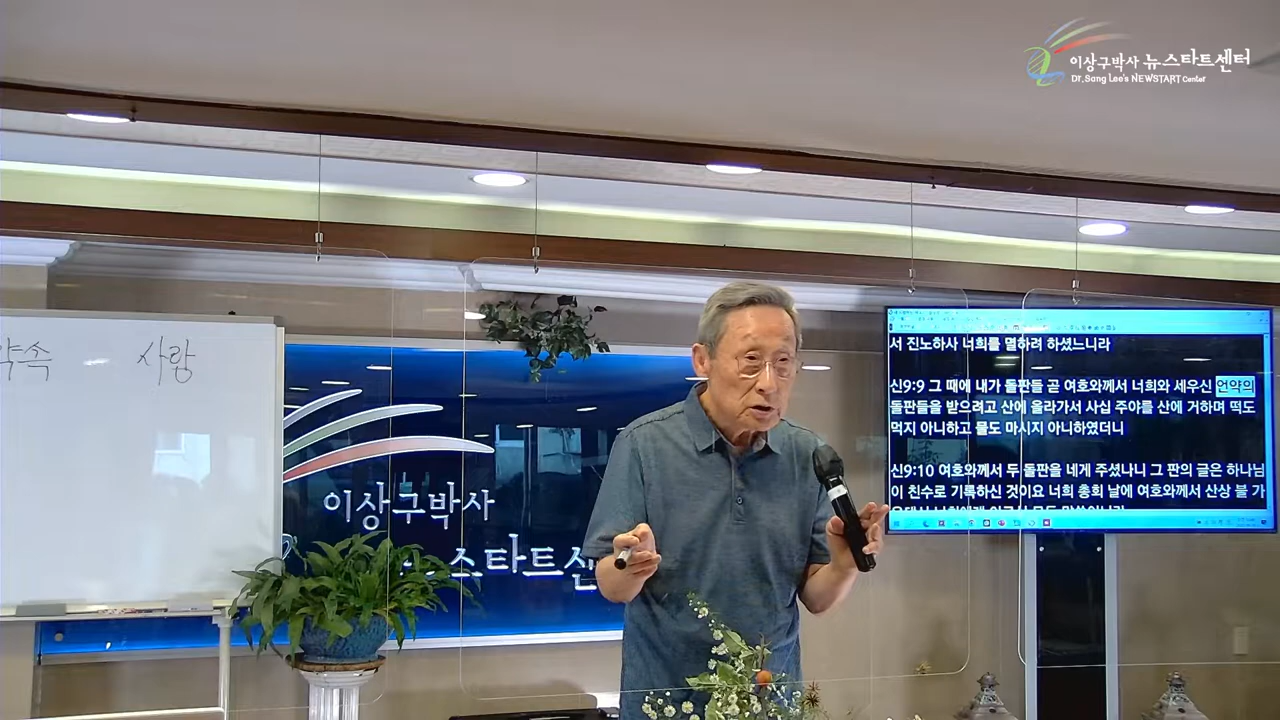 이상구박사 뉴스타트센터
Dr. Sang Lee's NEWSTART Center
약속 사랑
이상구박사
스타트센
서 진노하사 너희를 멸하려 하셨느니라
신9:9 그 때에 내가 돌판들 곧 여호와께서 너희와 세우신 언약의
돌판들을 받으려고 산에 올라가서 사십 주야를 산에 거하며 떡도
먹지 아니하고 물도 마시지 아니하였더니
신9:10 여호와께서 두 돌판을 네게 주셨나니 그 판의 글은 하나님
이 친수로 기록하신 것이요 너희 총회 날에 여호와께서 산상 불 가